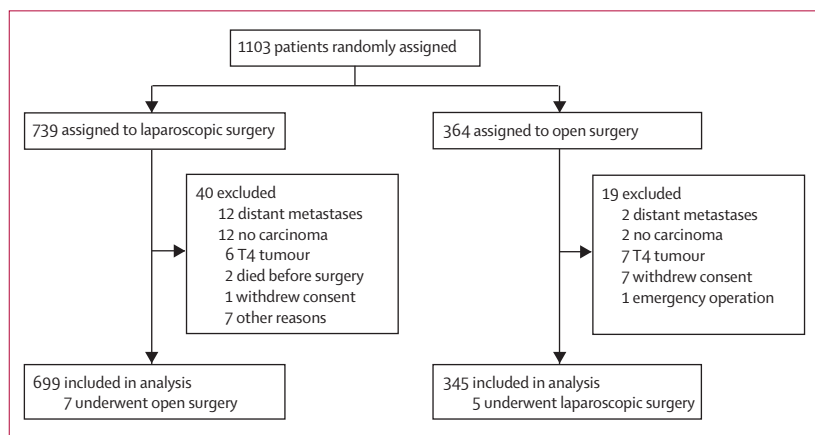 1103 patients randomly assigned
739 assigned to laparoscopic surgery
364 assigned to open surgery
40 excluded
12 distant metastases
12 no carcinoma
6 T4 tumour
2 died before surgery
1 withdrew consent
7 other reasons
19 excluded
2 distant metastases
2 no carcinoma
7 T4 tumour
7 withdrew consent
1 emergency operation
699 included in analysis
7 underwent open surgery
345 included in analysis
5 underwent laparoscopic surgery